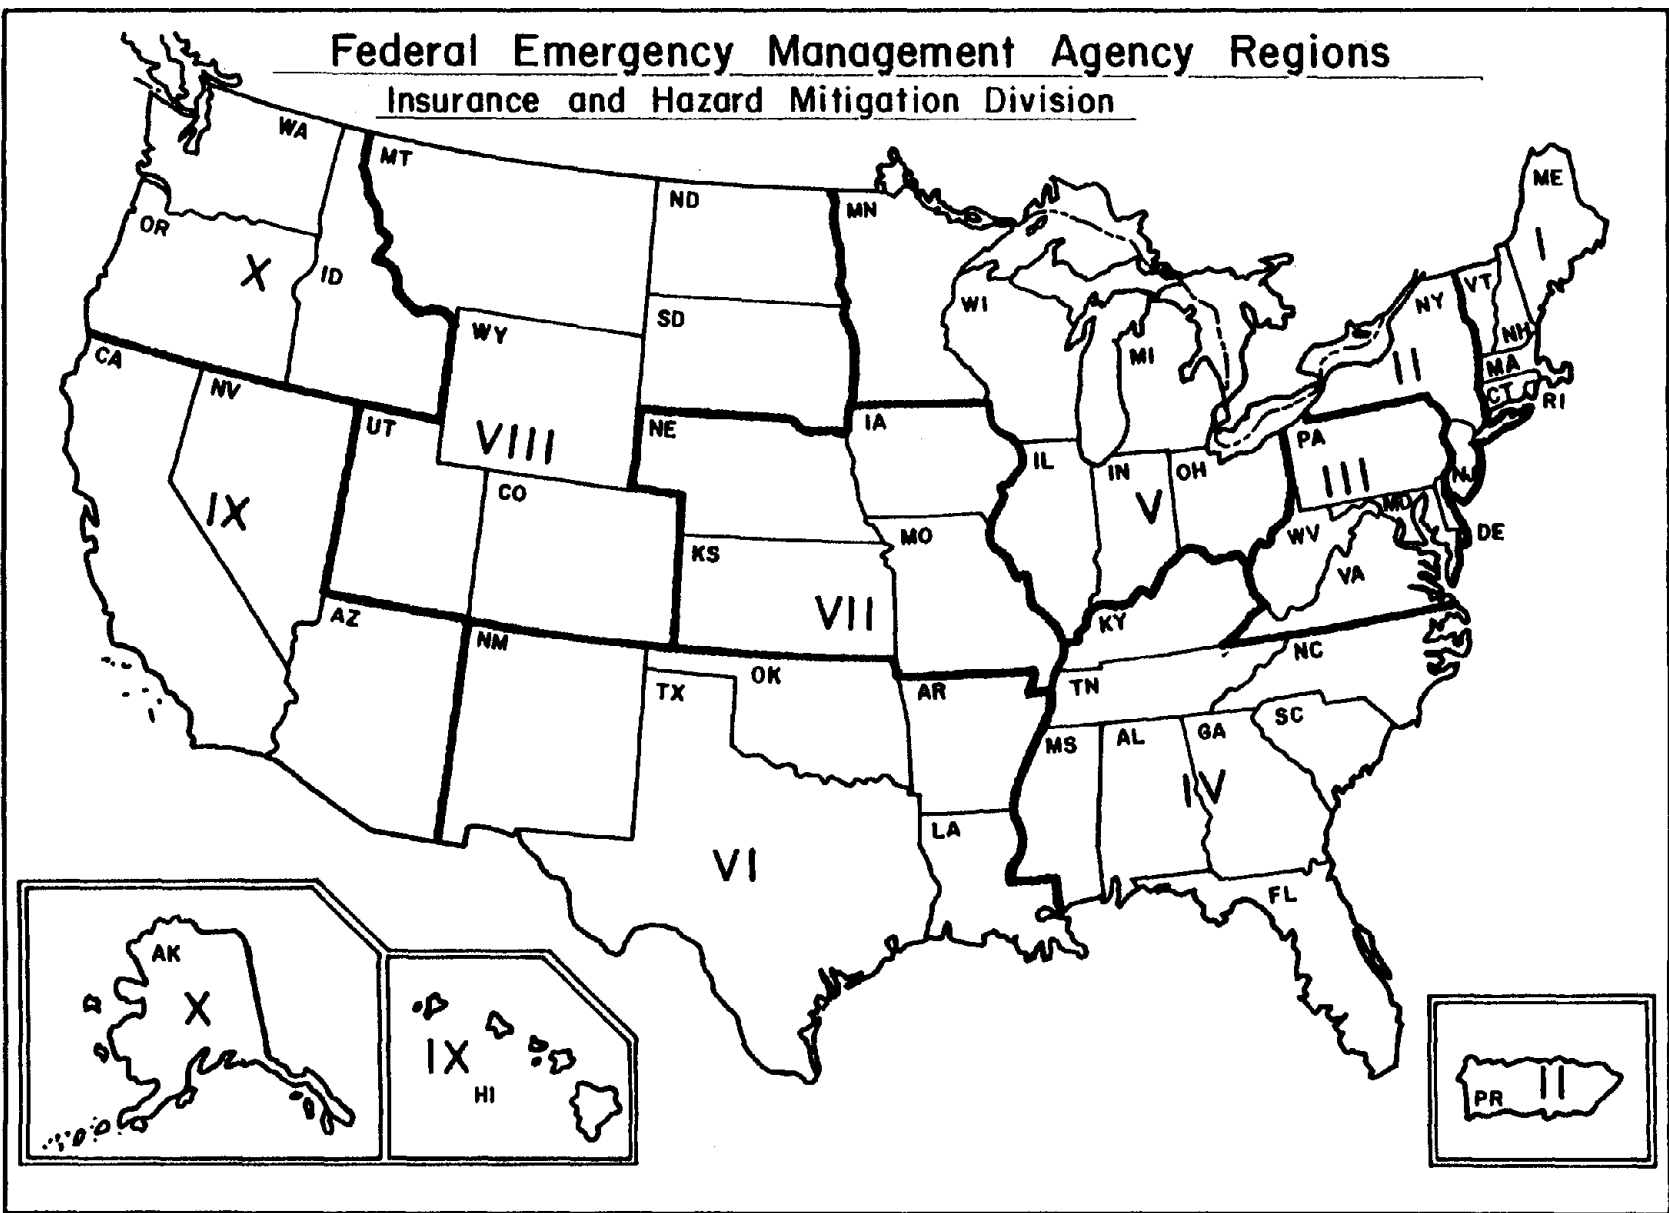 Federal Emergency Management Agency Regions
Insurance and Hazard Mitigation Division
WA
MT
ND
MN
ME
OR
X
ID
I
WY
SD
WI
MI
NY
VT
NH
II
MA
CT
RI
CA
NV
UT
VIII
NE
IA
IL
IN
OH
PA
III
NJ
IX
CO
V
MD
DE
KS
MO
WV
VA
VII
AZ
NM
KY
NC
OK
TX
AR
TN
SC
MS
AL
GA
IV
LA
VI
FL
AK
X
IX
HI
PR
II